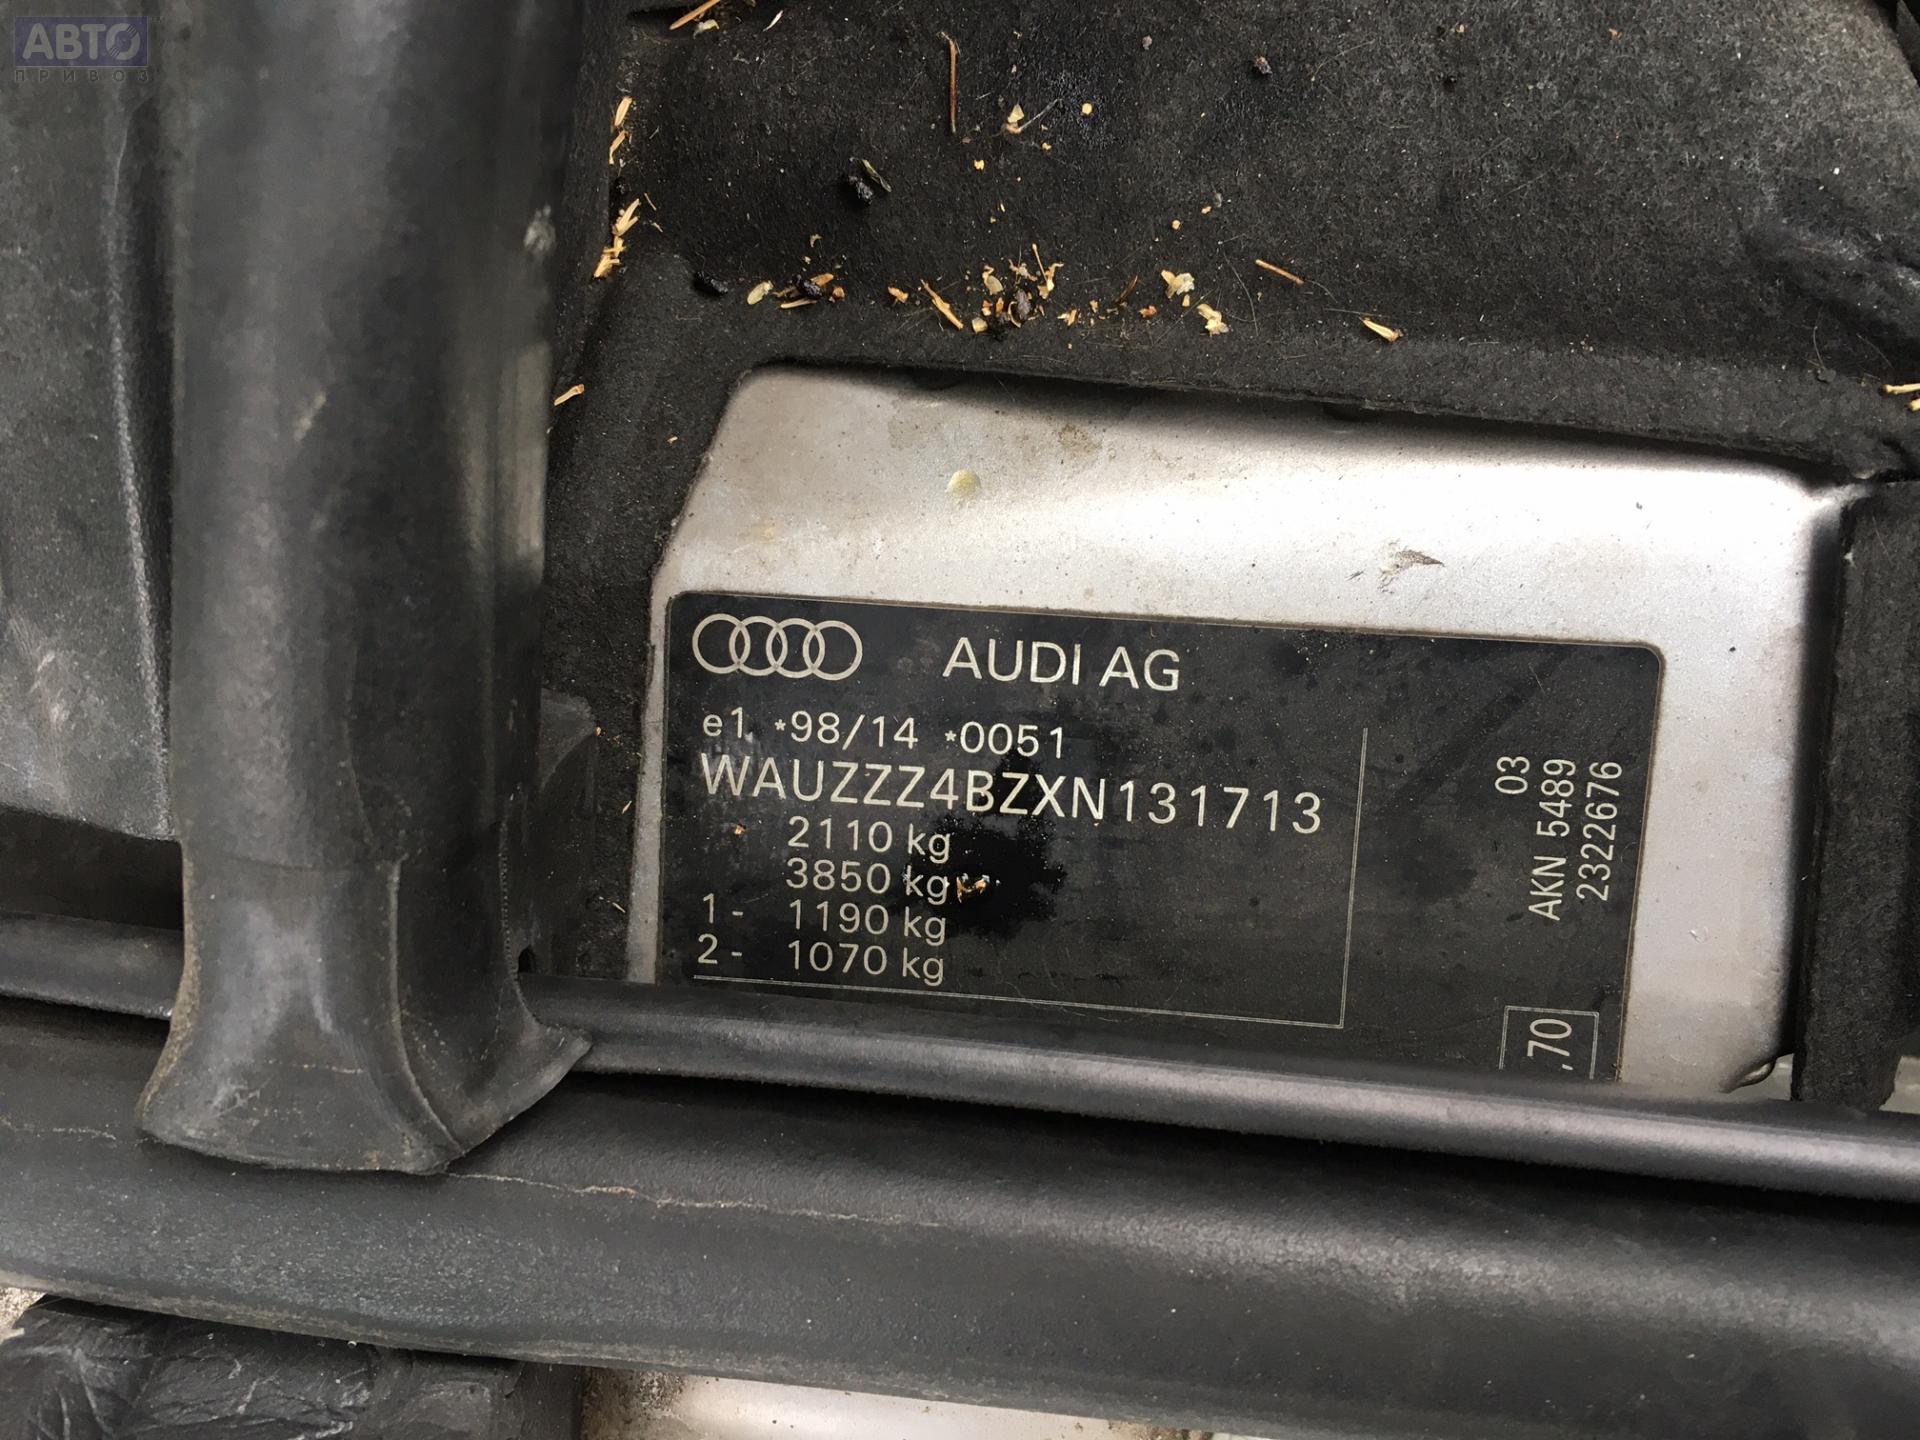 АВТО
ПРИВОЗ
AUDI AG
e1 *98/14 *0051
WAUZZZ4BZXN131713
2110 kg
3850 kg
1- 1190 kg
2- 1070 kg
03
AKN 5489
2322676
,70